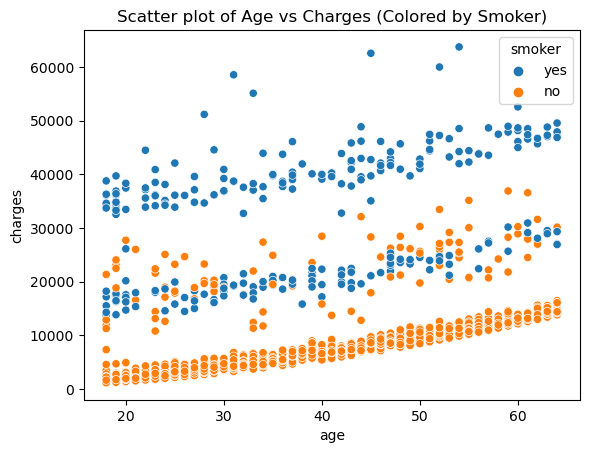 Scatter plot of Age vs Charges (Colored by Smoker)
smoker
yes
no
charges
60000
50000
40000
30000
20000
10000
0
20 30 40 50 60
age